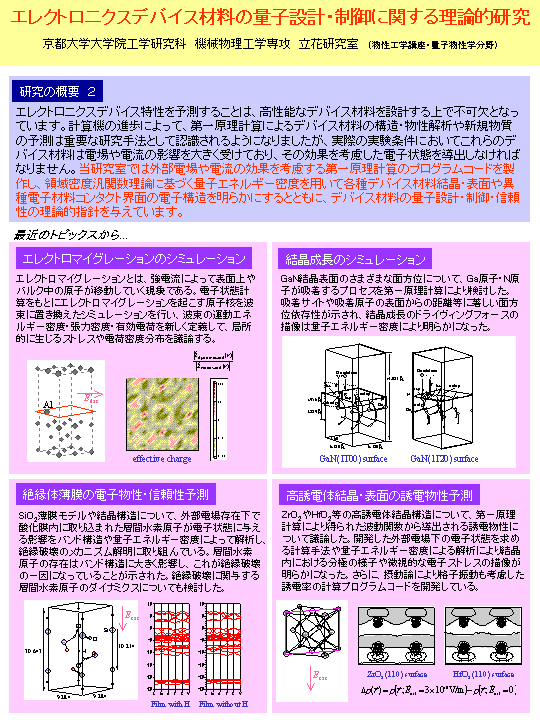 エレクトロニクスデバイス材料の量子設計・制御に関する理論的研究
京都大学大学院工学研究科 機械物理工学専攻 立花研究室 (物性工学講座・量子物性学分野)
研究の概要 2
エレクトロニクスデバイス特性を予測することは、高性能なデバイス材料を設計する上で不可欠となっ
ています。計算機の進歩によって、第一原理計算によるデバイス材料の構造・物性解析や新規物質
の予測は重要な研究手法として認識されるようになりましたが、実際の実験条件においてこれらのデ
バイス材料は電場や電流の影響を大きく受けており、その効果を考慮した電子状態を導出しなければ
なりません。当研究室では外部電場や電流の効果を考慮する第一原理計算のプログラムコードを製
作し、領域密度汎関数理論に基づく量子エネルギー密度を用いて各種デバイス材料結晶・表面や異
種電子材料コンタクト界面の電子構造を明らかにするとともに、デバイス材料の量子設計・制御・信頼
性の理論的指針を与えています。
最近のトピックスから...
エレクトロマイグレーションのシミュレーション
エレクトロマイグレーションとは、強電流によって表面上や
バルク中の原子が移動していく現象である。電子状態計
算をもとにエレクトロマイグレーションを起こす原子核を波
束に置き換えたシミュレーションを行い、波束の運動エネ
ルギー密度・張力密度・有効電荷を新しく定義して、局所
的に生じるストレスや電荷密度分布を議論する。
Al
effective charge
結晶成長のシミュレーション
GaN結晶表面のさまざまな面方位について、Ga原子・N原
子が吸着するプロセスを第一原理計算により検討した。
吸着サイトや吸着原子の表面からの距離等に著しい面方
位依存性が示され、結晶成長のドライヴィングフォースの
描像が量子エネルギー密度により明らかになった。
GaN(1100) surface
GaN(1120) surface
絶縁体薄膜の電子物性・信頼性予測
SiO₂薄膜モデルや結晶構造について、外部電場存在下で
酸化膜内に取り込まれた層間水素原子が電子状態に与え
る影響をバンド構造や量子エネルギー密度によって解析し、
絶縁破壊のメカニズム解明に取り組んでいる。層間水素
原子の存在はバンド構造に大きく影響し、これが絶縁破壊
の一因になっていることが示された。絶縁破壊に関与する
層間水素原子のダイナミクスについても検討した。
Film with H
Film without H
高誘電体結晶・表面の誘電物性予測
ZrO₂やHfO₂等の高誘電体結晶構造について、第一原理
計算により得られた波動関数から導出される誘電物性に
ついて議論した。開発した外部電場下の電子状態を求め
る計算手法や量子エネルギー密度による解析により結晶
内における分極の様子や微視的な電子ストレスの描像が
明らかになった。さらに、摂動論により格子振動も考慮した
誘電率の計算プログラムコードを開発している。
ZrO₂(110) surface
HfO₂(110) surface